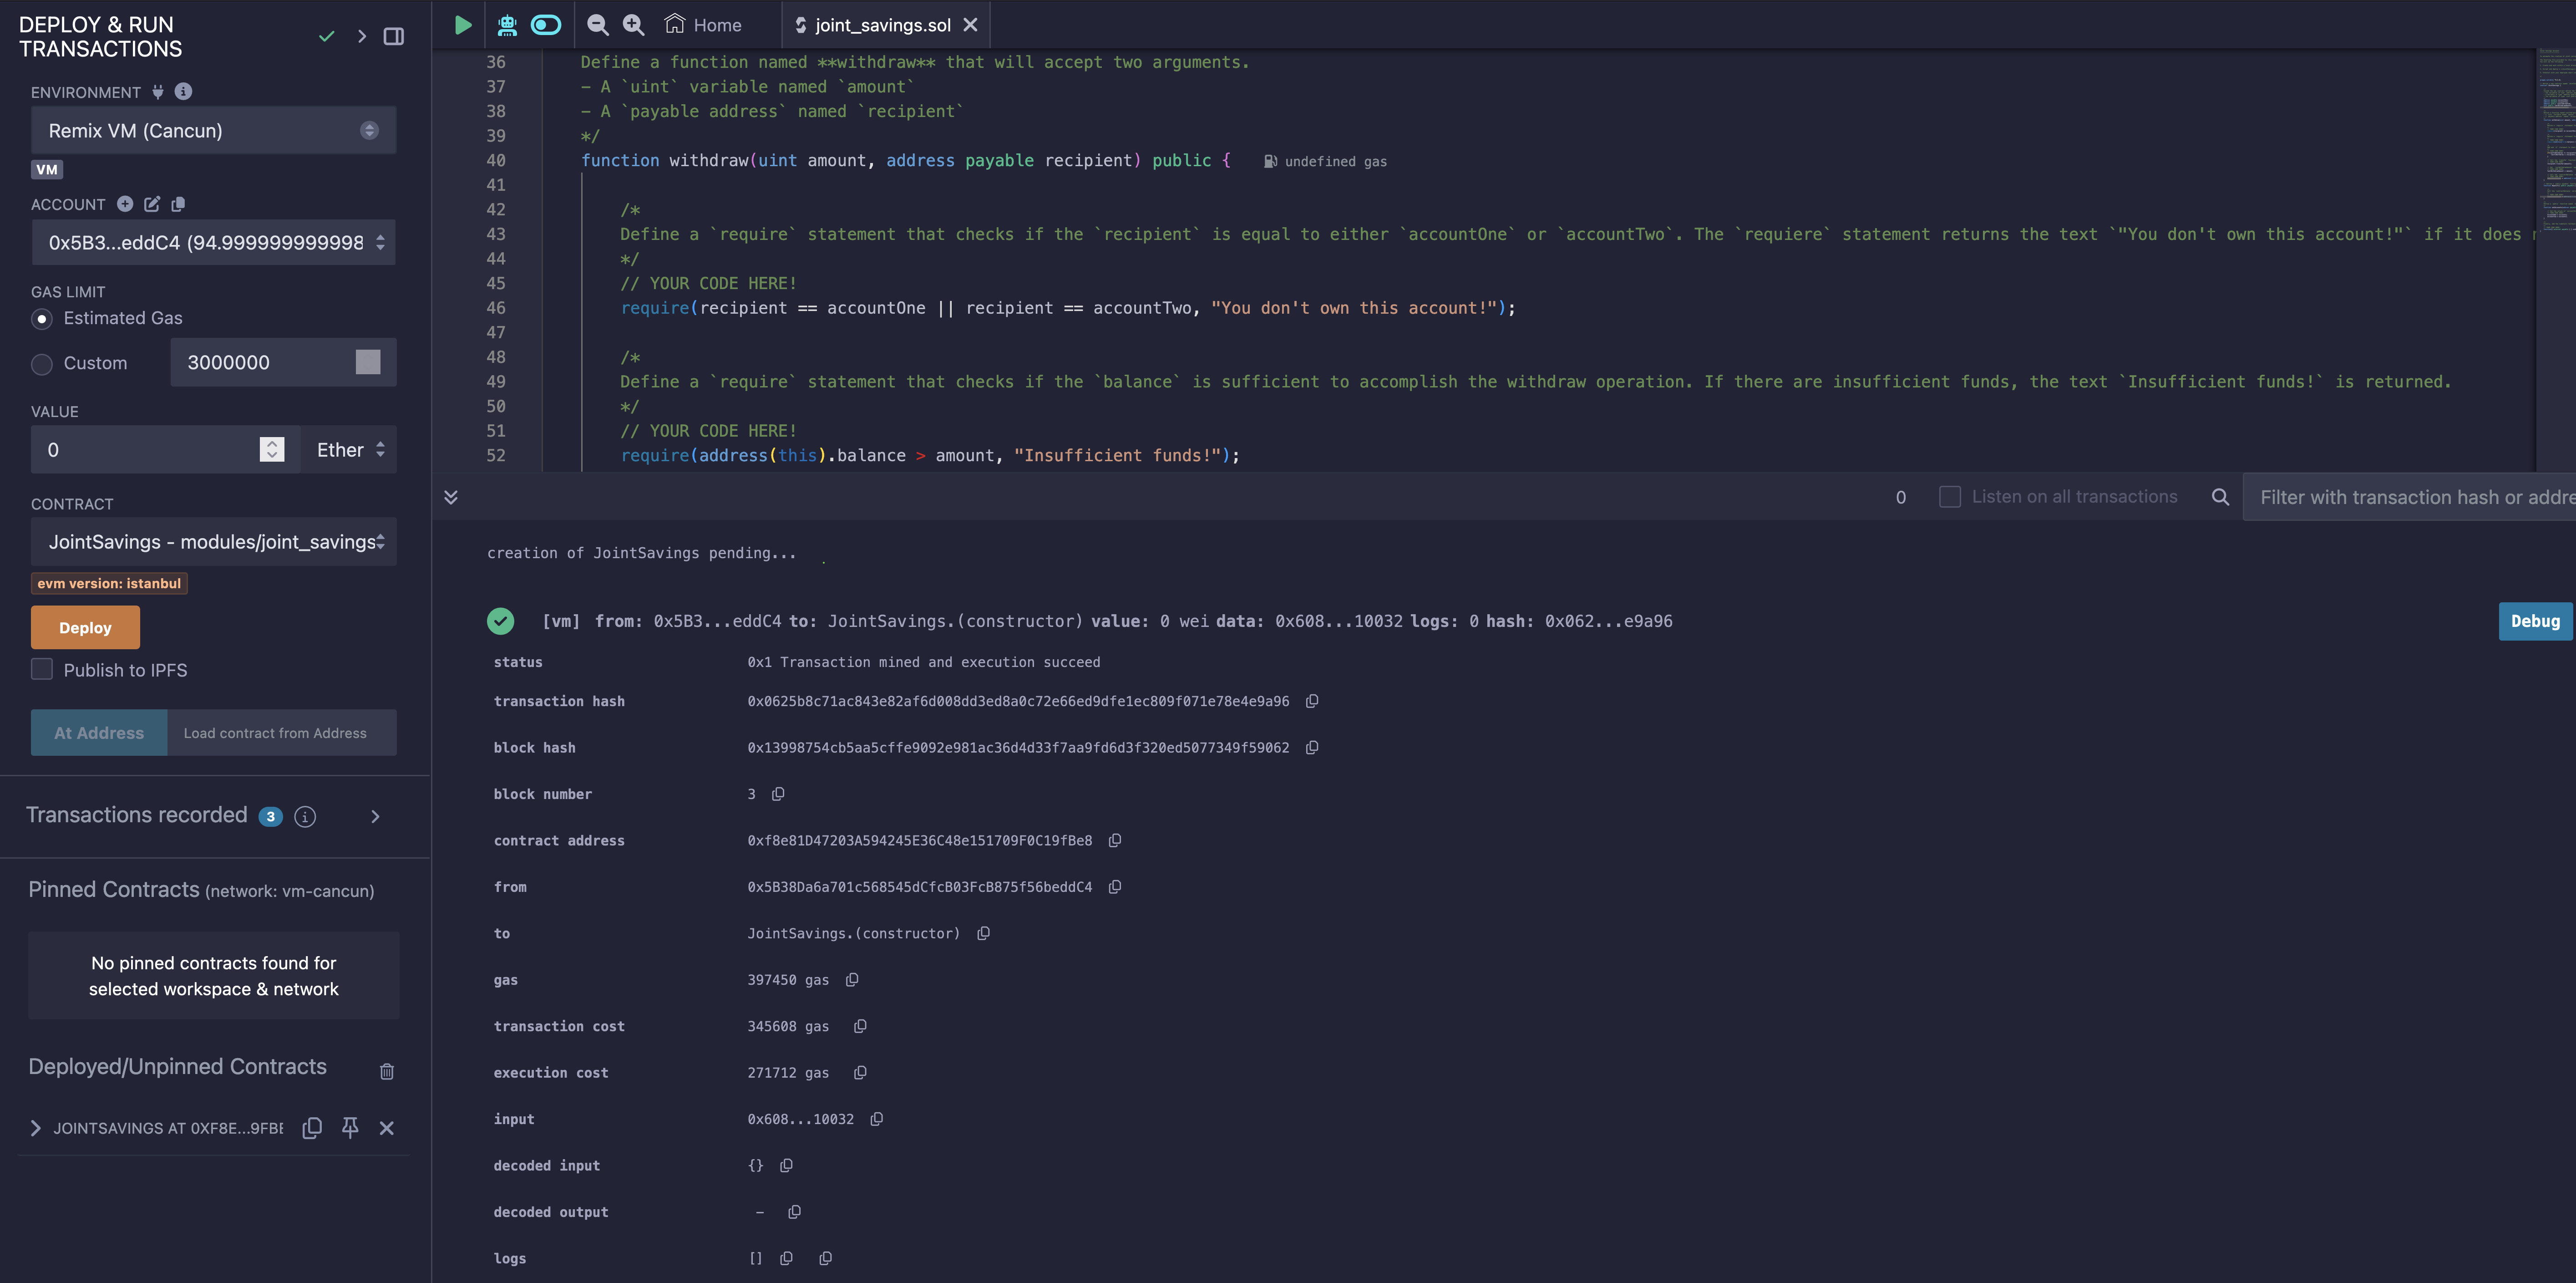 DEPLOY & RUN
TRANSACTIONS
ENVIRONMENT
Remix VM (Cancun)
VM
ACCOUNT
0x5B3...eddC4 (94.999999999998
GAS LIMIT
Estimated Gas
Custom 3000000
VALUE
0 Ether
CONTRACT
JointSavings - modules/joint_savings
evm version: istanbul
Deploy
Publish to IPFS
At Address Load contract from Address
Transactions recorded 3
Pinned Contracts (network: vm-cancun)
No pinned contracts found for
selected workspace & network
Deployed/Unpinned Contracts
JOINTSAVINGS AT 0XF8E...9FBE
Home joint_savings.sol
36 Define a function named **withdraw** that will accept two arguments.
37 - A `uint` variable named `amount`
38 - A `payable address` named `recipient`
39 */
40 function withdraw(uint amount, address payable recipient) public { undefined gas
41
42 /*
43 Define a `require` statement that checks if the `recipient` is equal to either `accountOne` or `accountTwo`. The `requiere` statement returns the text `"You don't own this account!"` if it does
44 */
45 // YOUR CODE HERE!
46 require(recipient == accountOne || recipient == accountTwo, "You don't own this account!");
47
48 /*
49 Define a `require` statement that checks if the `balance` is sufficient to accomplish the withdraw operation. If there are insufficient funds, the text `Insufficient funds!` is returned.
50 */
51 // YOUR CODE HERE!
52 require(address(this).balance > amount, "Insufficient funds!");
0 Listen on all transactions Filter with transaction hash or addre
creation of JointSavings pending...
[vm] from: 0x5B3...eddC4 to: JointSavings.(constructor) value: 0 wei data: 0x608...10032 logs: 0 hash: 0x062...e9a96
Debug
status 0x1 Transaction mined and execution succeed
transaction hash 0x0625b8c71ac843e82af6d008dd3ed8a0c72e66ed9dfe1ec809f071e78e4e9a96
block hash 0x13998754cb5aa5cffe9092e981ac36d4d33f7aa9fd6d3f320ed5077349f59062
block number 3
contract address 0xf8e81D47203A594245E36C48e151709F0C19fBe8
from 0x5B38Da6a701c568545dCfcB03FcB875f56beddC4
to JointSavings.(constructor)
gas 397450 gas
transaction cost 345608 gas
execution cost 271712 gas
input 0x608...10032
decoded input {}
decoded output -
logs []